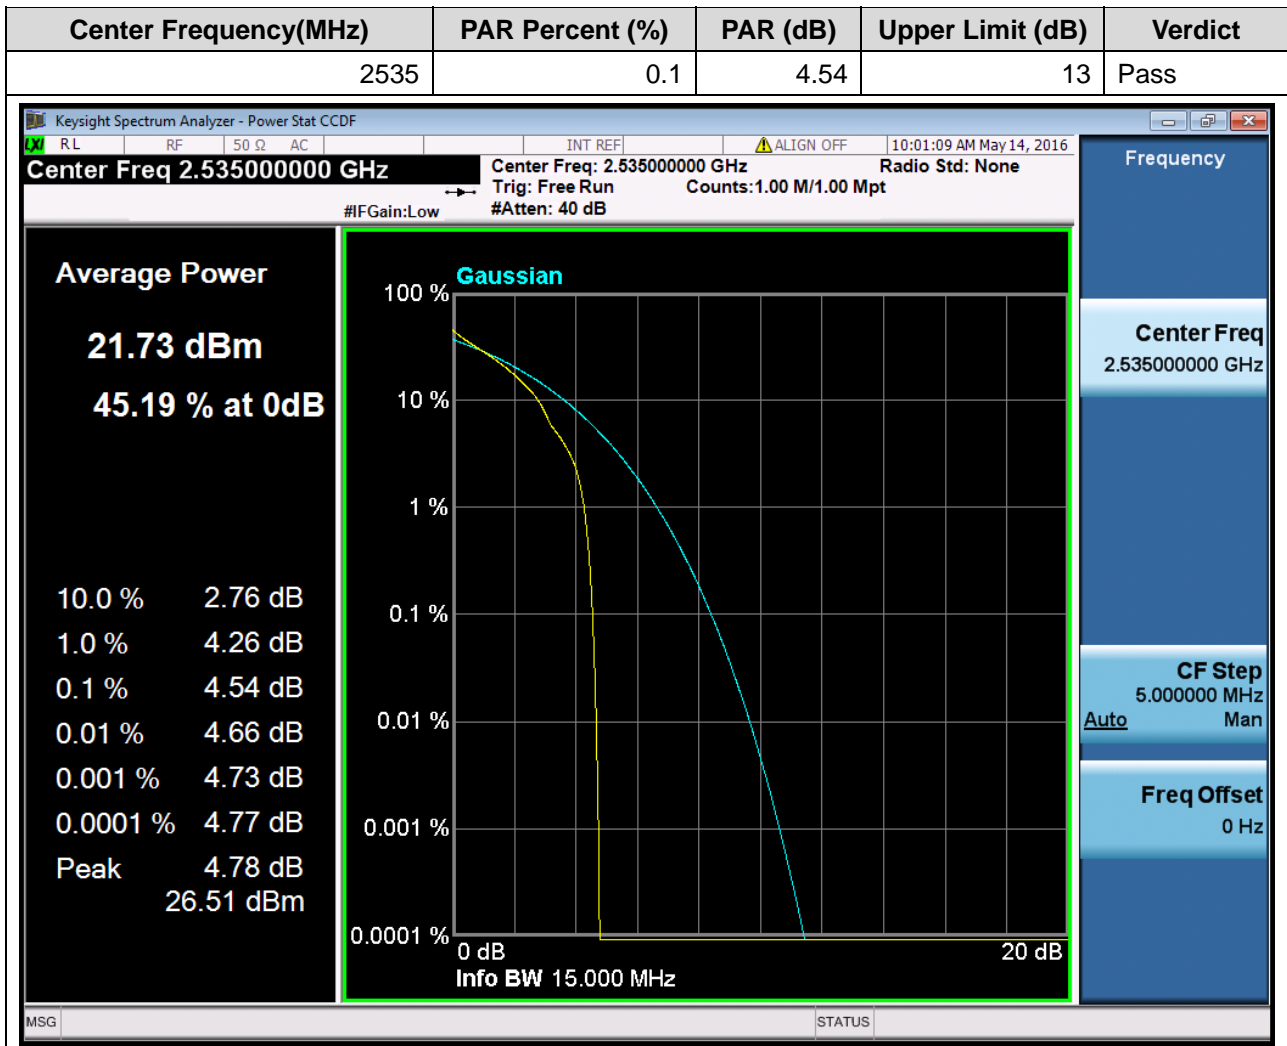 Center Frequency(MHz) PAR Percent (%) PAR (dB) Upper Limit (dB) Verdict
2535 0.1 4.54 13 Pass
Keysight Spectrum Analyzer - Power Stat CCDF
LXI RL RF 50 Ω AC INT REF ALIGN OFF 10:01:09 AM May 14, 2016
Center Freq 2.535000000 GHz
Center Freq: 2.535000000 GHz Radio Std: None
Trig: Free Run Counts:1.00 M/1.00 Mpt
#IFGain:Low #Atten: 40 dB
Average Power
21.73 dBm
45.19 % at 0dB
10.0 % 2.76 dB
1.0 % 4.26 dB
0.1 % 4.54 dB
0.01 % 4.66 dB
0.001 % 4.73 dB
0.0001 % 4.77 dB
Peak 4.78 dB
26.51 dBm
Gaussian
100 %
10 %
1 %
0.1 %
0.01 %
0.001 %
0.0001 %
0 dB 20 dB
Info BW 15.000 MHz
Frequency
Center Freq
2.535000000 GHz
CF Step
5.000000 MHz
Auto Man
Freq Offset
0 Hz
MSG STATUS